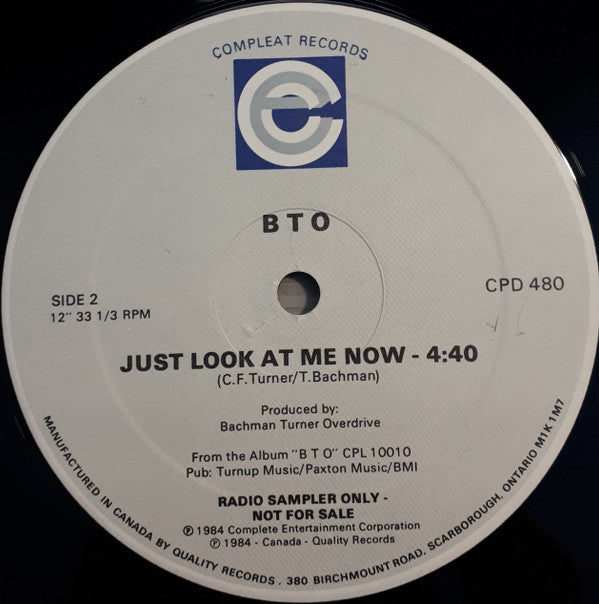 COMPLEAT RECORDS
BTO
SIDE 2
12" 33 1/3 RPM
CPD 480
JUST LOOK AT ME NOW - 4:40
(C.F.Turner/T.Bachman)
Produced by:
Bachman Turner Overdrive
From the Album "B T O" CPL 10010
Pub: Turnup Music/Paxton Music/BMI
RADIO SAMPLER ONLY -
NOT FOR SALE
℗ 1984 Complete Entertainment Corporation
℗ 1984 - Canada - Quality Records
MANUFACTURED IN CANADA BY QUALITY RECORDS . 380 BIRCHMOUNT ROAD. SCARBOROUGH, ONTARIO M1K 1M7